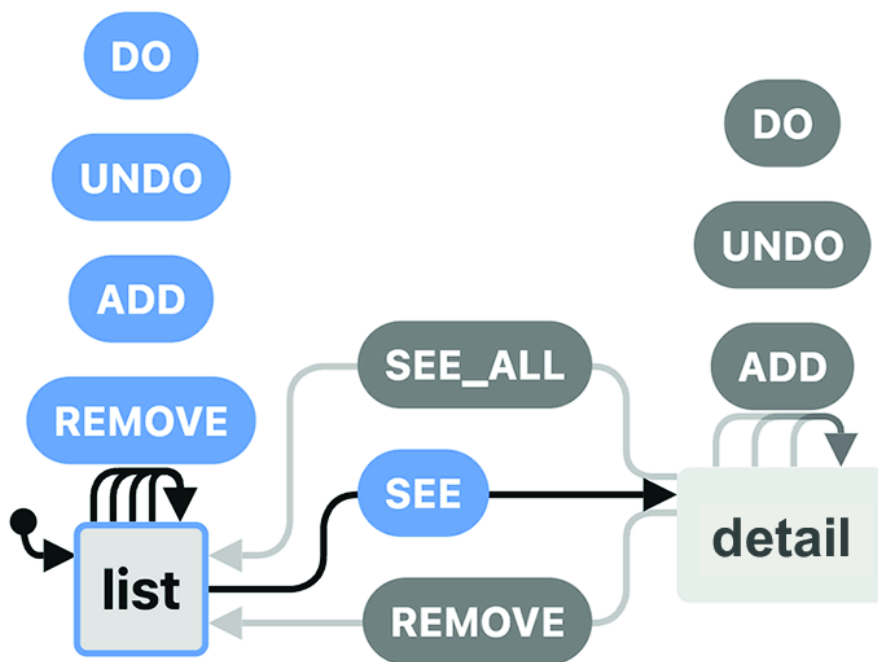 DO
UNDO
ADD
REMOVE
list
SEE_ALL
SEE
REMOVE
DO
UNDO
ADD
detail